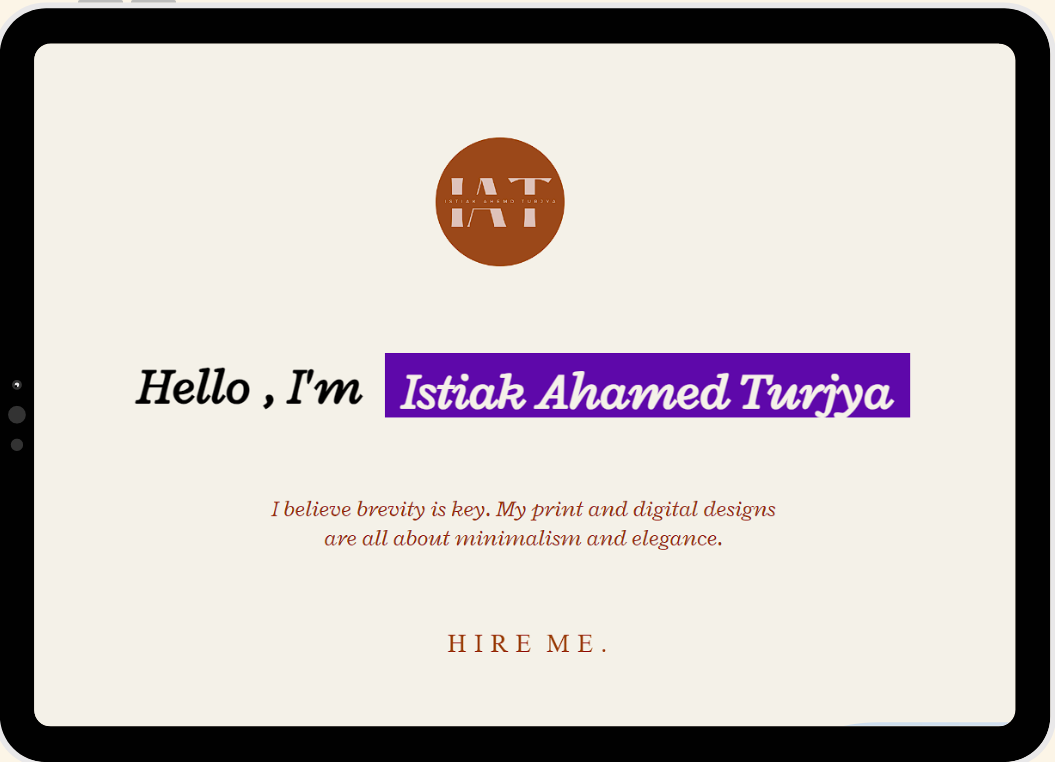 IAT
ISTIAK AHAMED TURJYA
Hello , I'm Istiak Ahamed Turjya
I believe brevity is key. My print and digital designs
are all about minimalism and elegance.
HIRE ME.